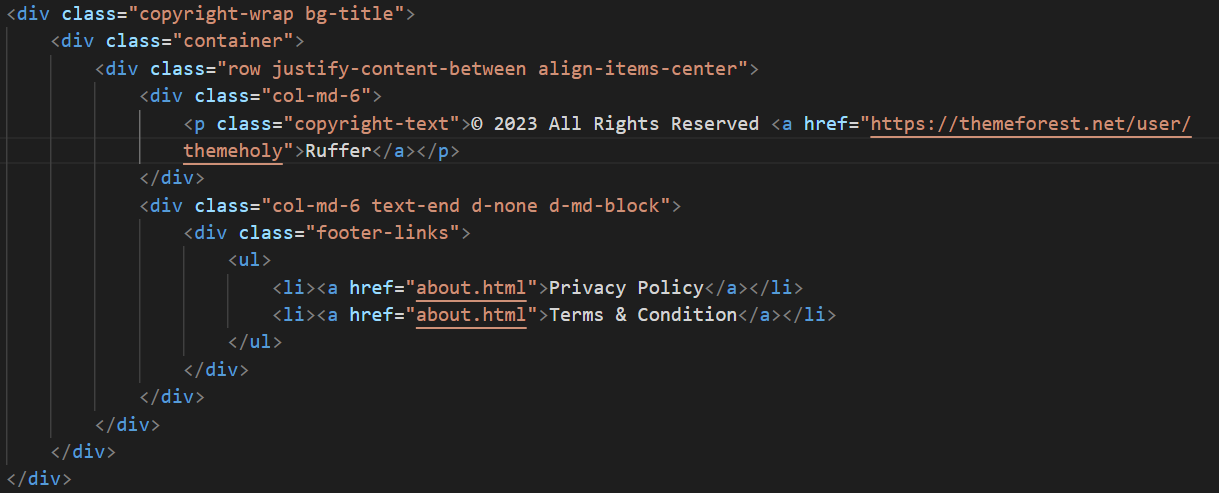 <div class="copyright-wrap bg-title">
    <div class="container">
        <div class="row justify-content-between align-items-center">
            <div class="col-md-6">
                <p class="copyright-text">© 2023 All Rights Reserved <a href="https://themeforest.net/user/
                themeholy">Ruffer</a></p>
            </div>
            <div class="col-md-6 text-end d-none d-md-block">
                <div class="footer-links">
                    <ul>
                        <li><a href="about.html">Privacy Policy</a></li>
                        <li><a href="about.html">Terms & Condition</a></li>
                    </ul>
                </div>
            </div>
        </div>
    </div>
</div>